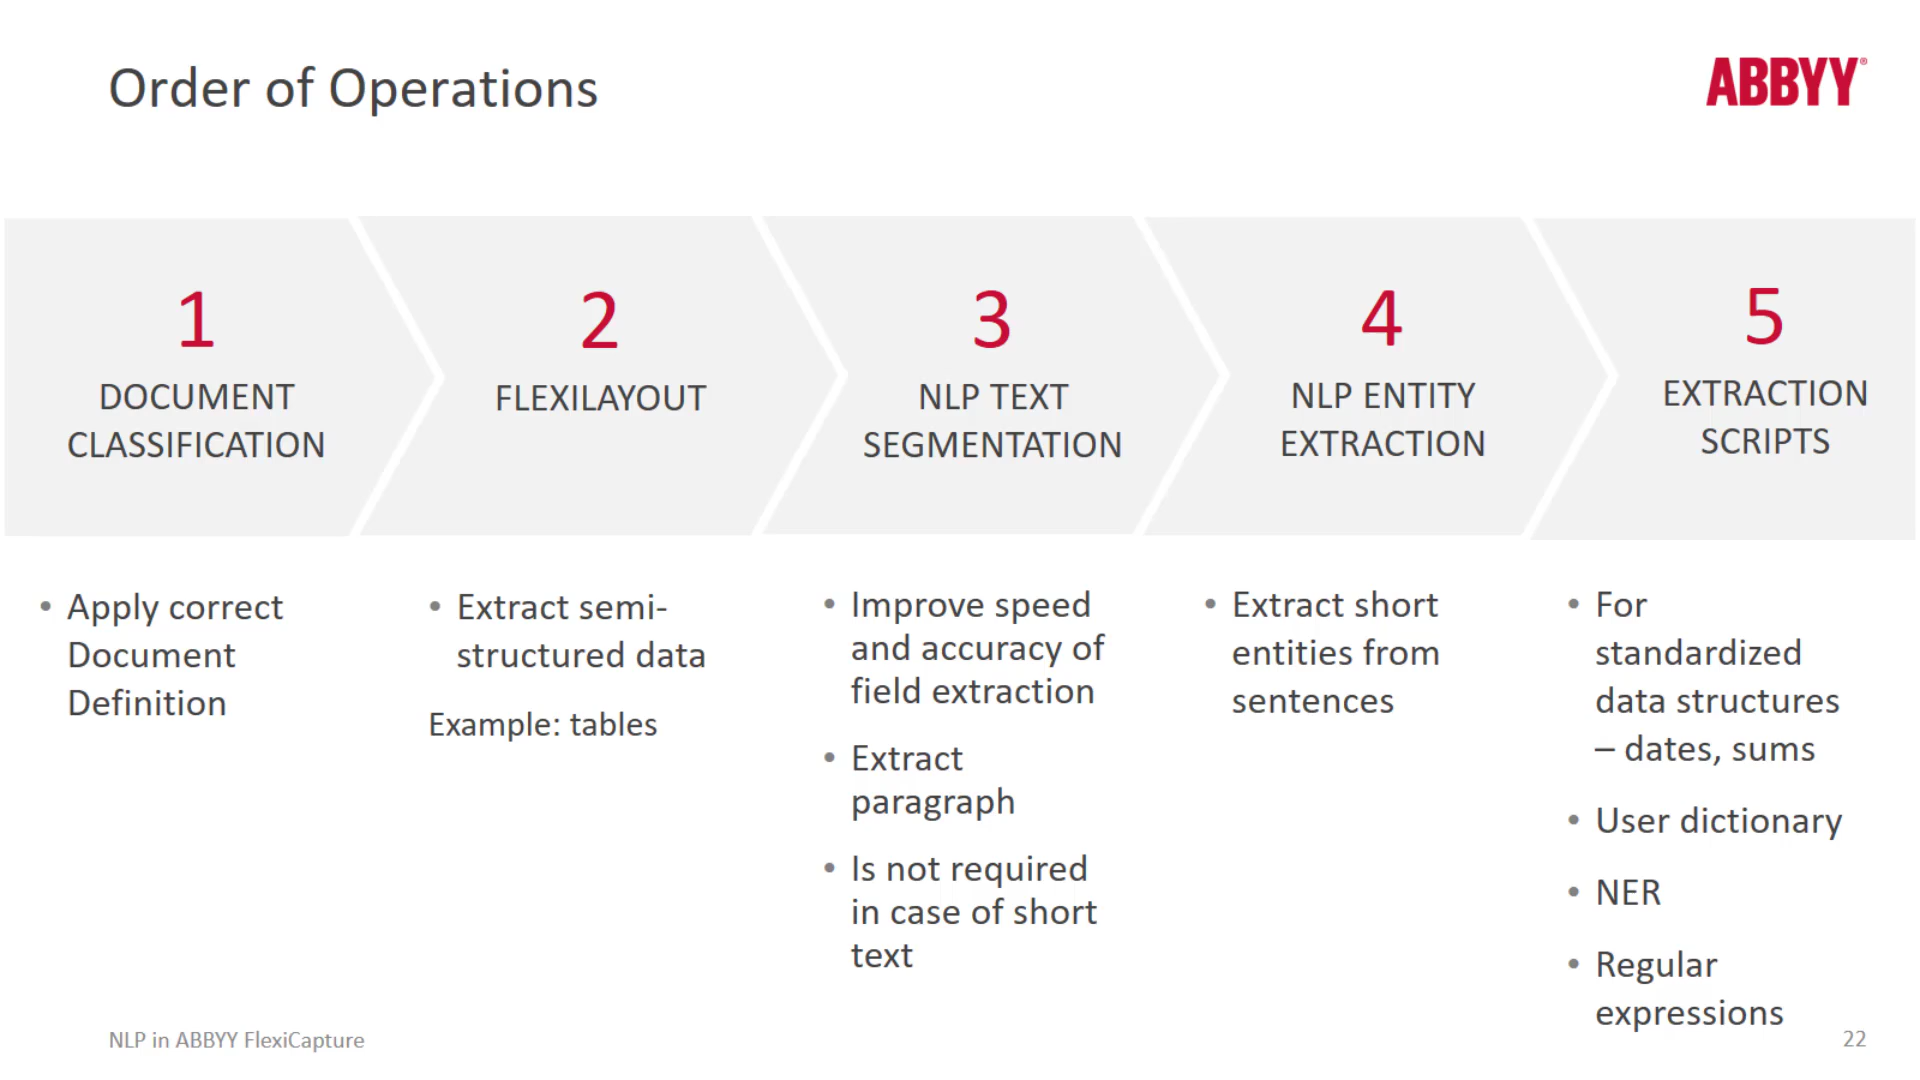 Order of Operations
ABBYY®
1
DOCUMENT
CLASSIFICATION
2
FLEXILAYOUT
3
NLP TEXT
SEGMENTATION
4
NLP ENTITY
EXTRACTION
5
EXTRACTION
SCRIPTS
• Apply correct
Document
Definition
• Extract semi-
structured data
Example: tables
• Improve speed
and accuracy of
field extraction
• Extract
paragraph
• Is not required
in case of short
text
• Extract short
entities from
sentences
• For
standardized
data structures
– dates, sums
• User dictionary
• NER
• Regular
expressions
NLP in ABBYY FlexiCapture
22